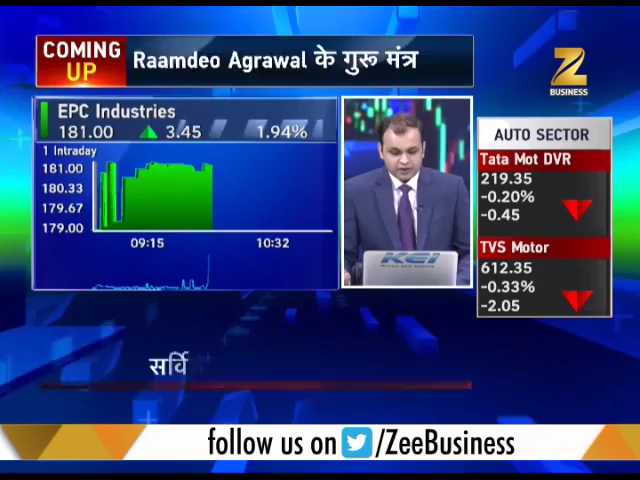 COMING UP
Raamdeo Agrawal के गुरू मंत्र
Z
BUSINESS
EPC Industries
181.00 3.45 1.94%
1 Intraday
181.00
180.33
179.67
179.00
09:15 10:32
KEI
AUTO SECTOR
Tata Mot DVR
219.35
-0.20%
-0.45
TVS Motor
612.35
-0.33%
-2.05
सर्वि
follow us on /ZeeBusiness